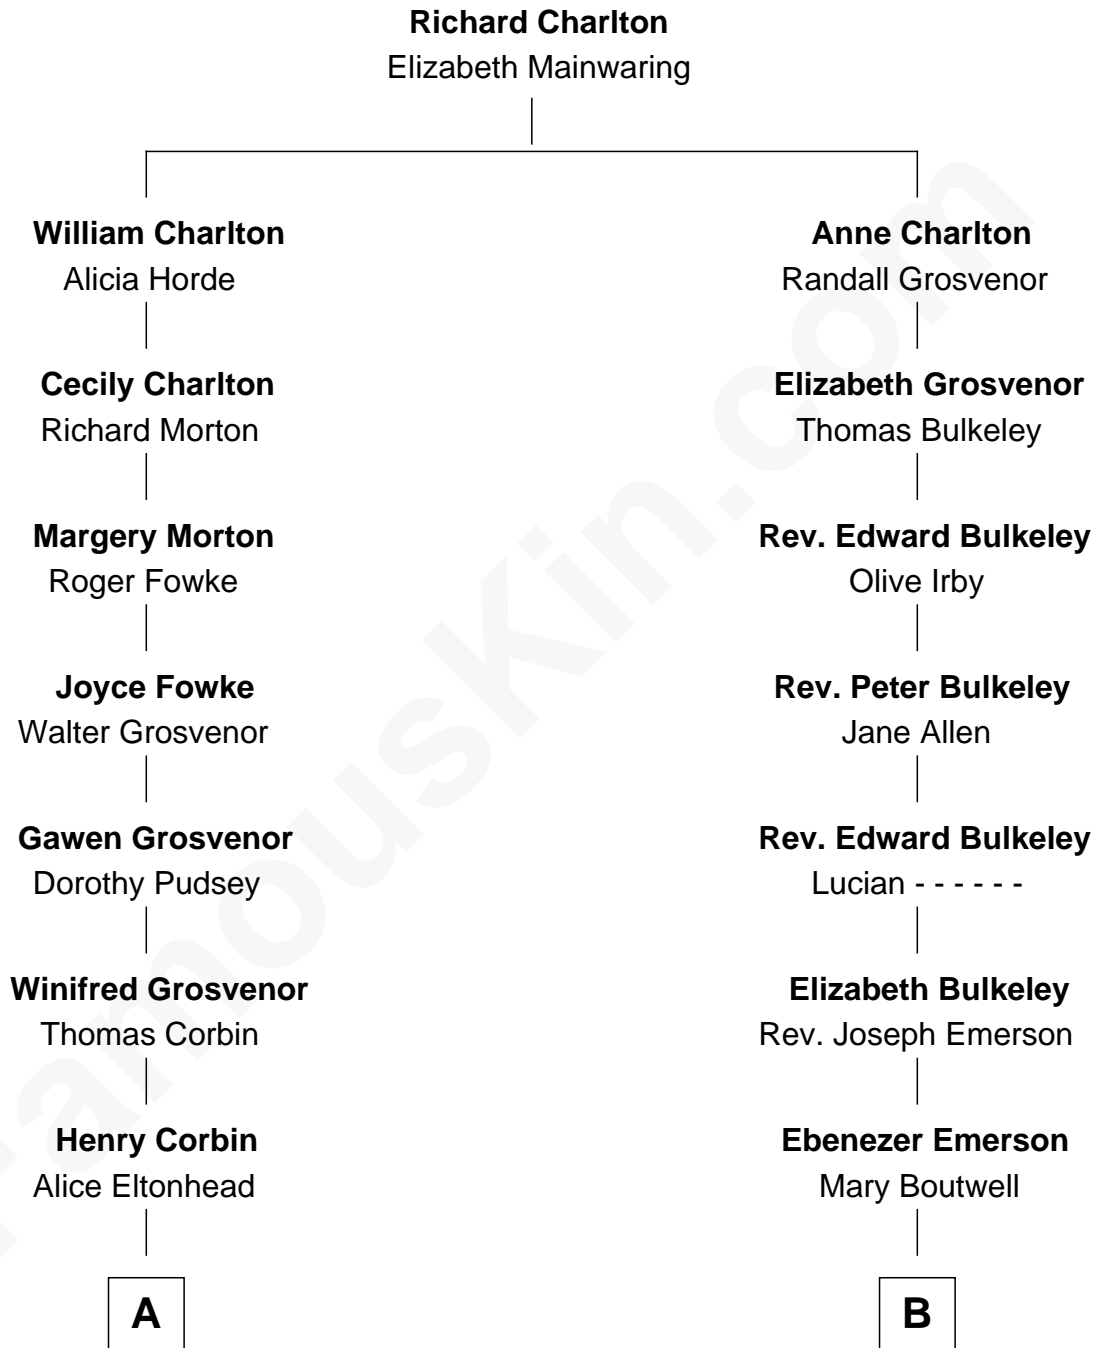 Richard Charlton
Elizabeth Mainwaring
William Charlton
Alicia Horde
Cecily Charlton
Richard Morton
Margery Morton
Roger Fowke
Joyce Fowke
Walter Grosvenor
Gawen Grosvenor
Dorothy Pudsey
Winifred Grosvenor
Thomas Corbin
Henry Corbin
Alice Eltonhead
A
Anne Charlton
Randall Grosvenor
Elizabeth Grosvenor
Thomas Bulkeley
Rev. Edward Bulkeley
Olive Irby
Rev. Peter Bulkeley
Jane Allen
Rev. Edward Bulkeley
Lucian - - - - - -
Elizabeth Bulkeley
Rev. Joseph Emerson
Ebenezer Emerson
Mary Boutwell
B
FamousKin.com